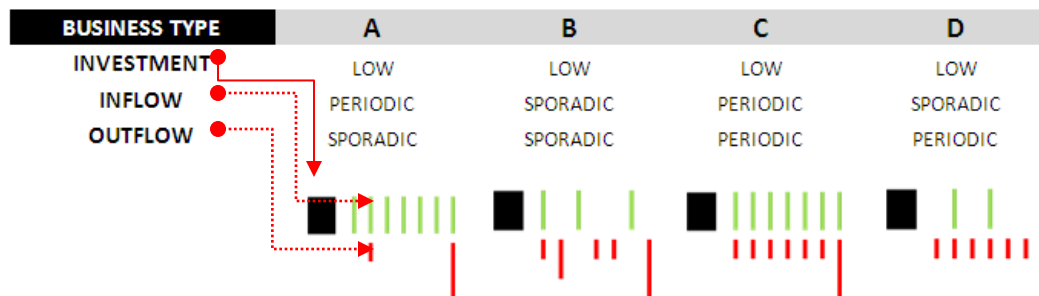 BUSINESS TYPE A B C D
INVESTMENT LOW LOW LOW LOW
INFLOW PERIODIC SPORADIC PERIODIC SPORADIC
OUTFLOW SPORADIC SPORADIC PERIODIC PERIODIC